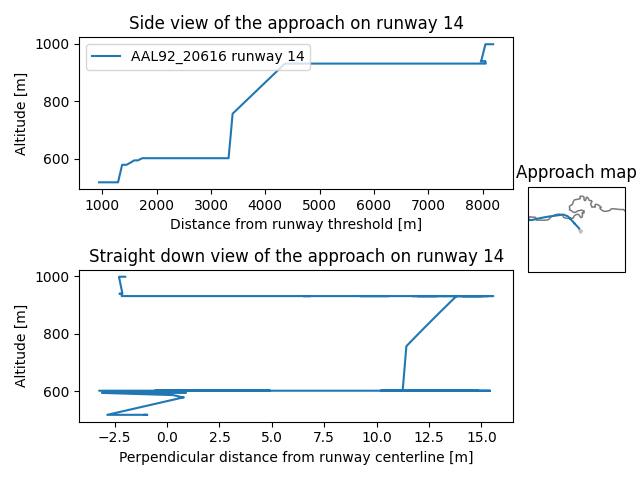 Side view of the approach on runway 14
1000
800
600
Altitude [m]
AAL92_20616 runway 14
1000 2000 3000 4000 5000 6000 7000 8000
Distance from runway threshold [m]
Approach map
Straight down view of the approach on runway 14
1000
800
600
Altitude [m]
−2.5 0.0 2.5 5.0 7.5 10.0 12.5 15.0
Perpendicular distance from runway centerline [m]